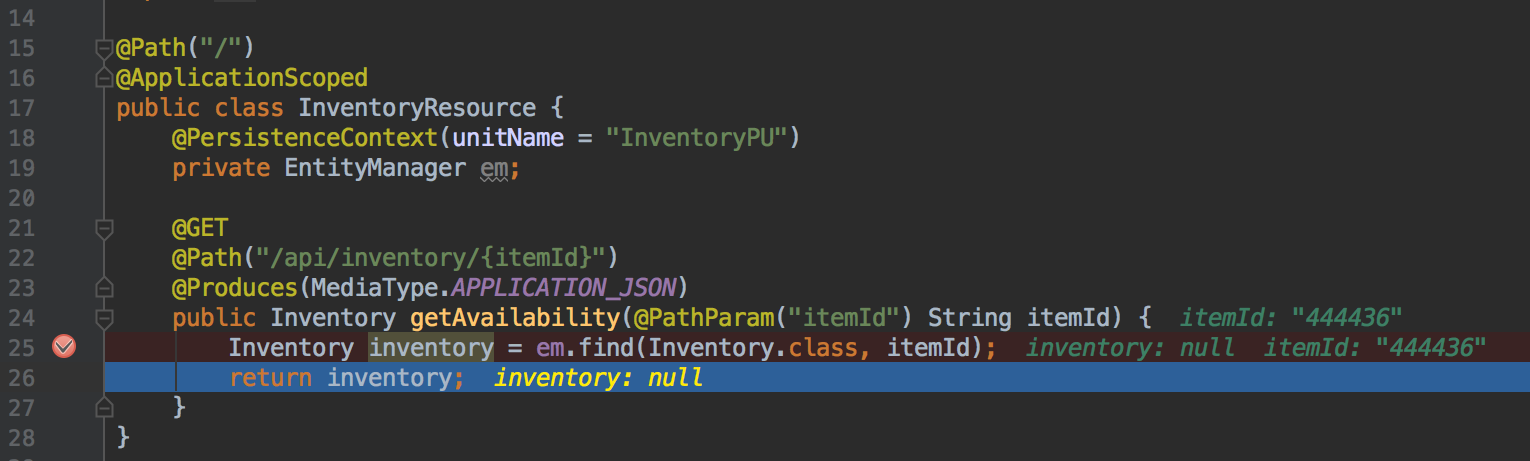 14
15 @Path("/")
16 @ApplicationScoped
17 public class InventoryResource {
18     @PersistenceContext(unitName = "InventoryPU")
19     private EntityManager em;
20
21     @GET
22     @Path("/api/inventory/{itemId}")
23     @Produces(MediaType.APPLICATION_JSON)
24     public Inventory getAvailability(@PathParam("itemId") String itemId) {  itemId: "444436"
25         Inventory inventory = em.find(Inventory.class, itemId);  inventory: null  itemId: "444436"
26         return inventory;  inventory: null
27     }
28 }